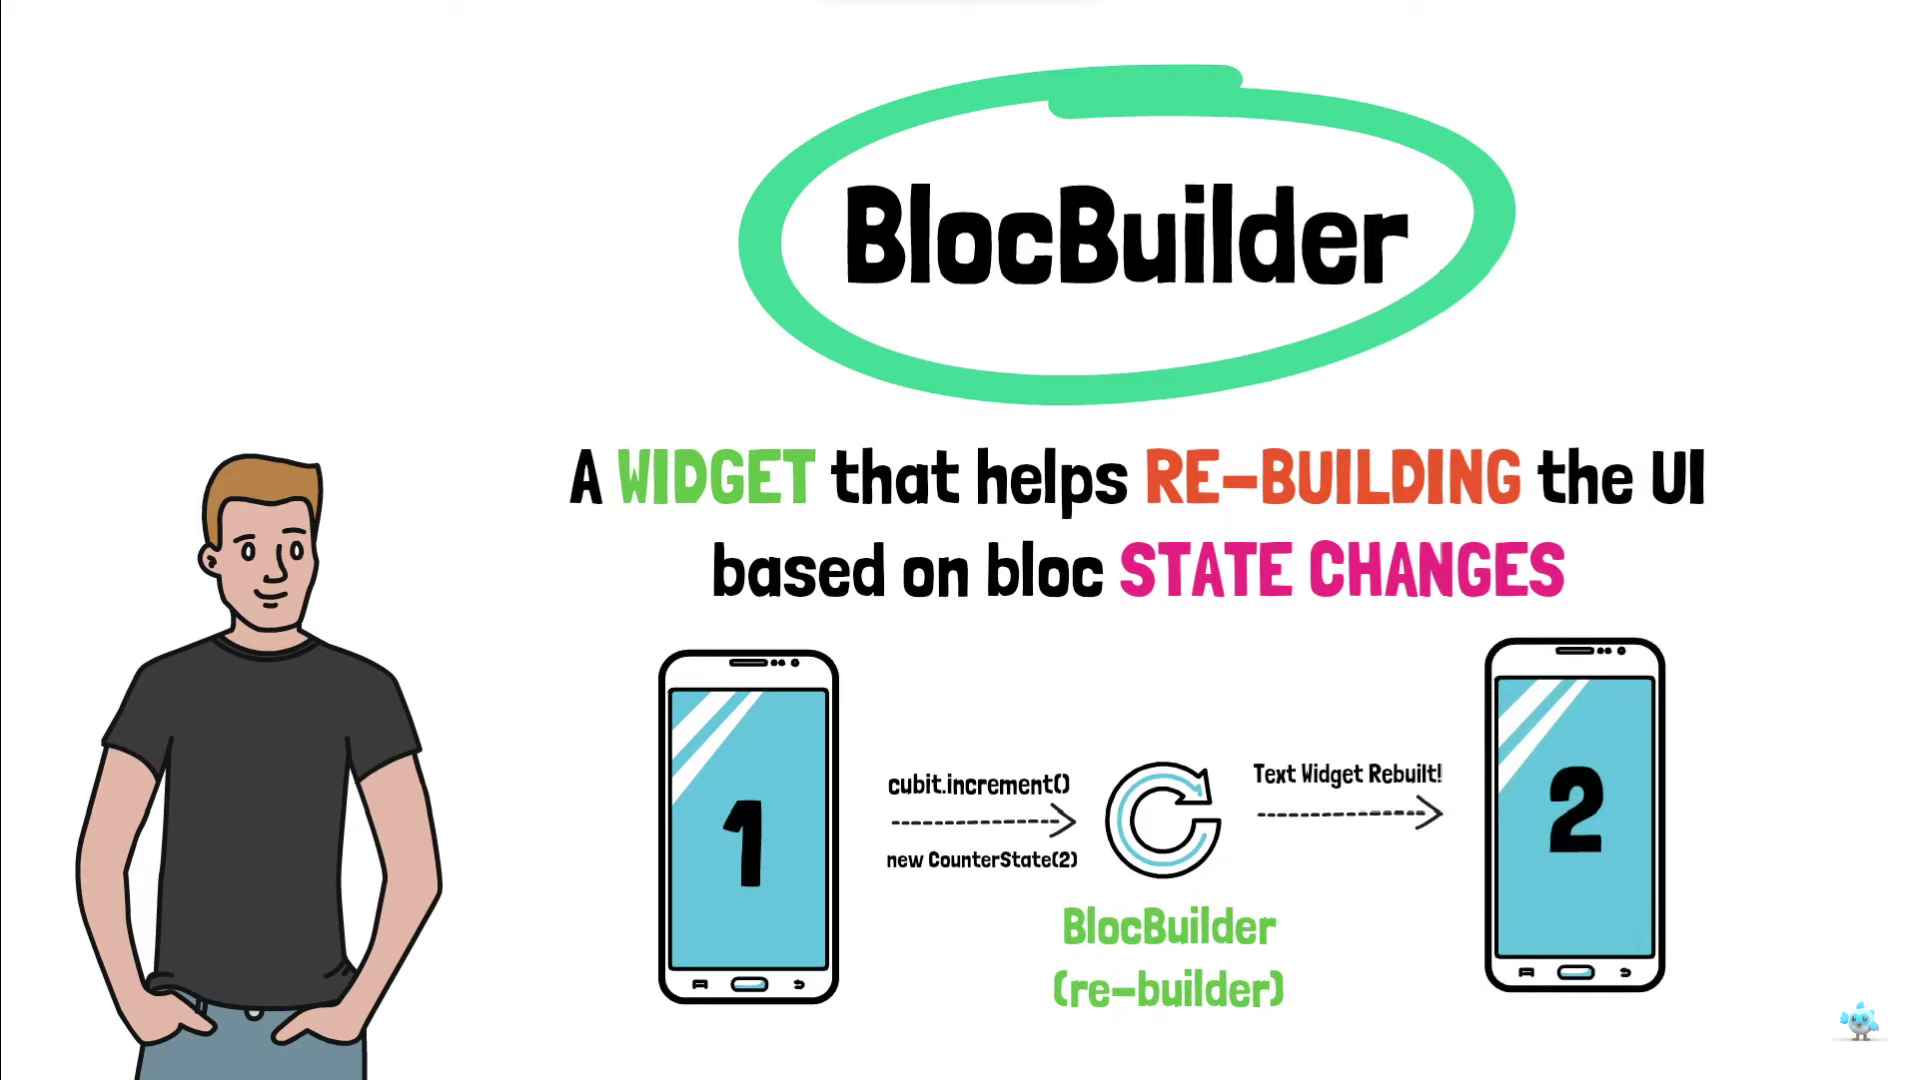 BlocBuilder
A WIDGET that helps RE-BUILDING the UI
based on bloc STATE CHANGES
1
cubit.increment()
new CounterState(2)
BlocBuilder
(re-builder)
Text Widget Rebuilt!
2